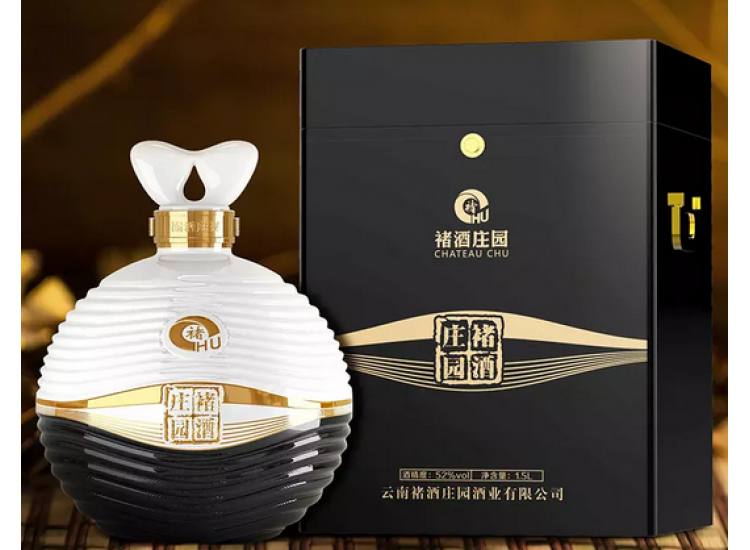 褚
HU
庄褚
园酒
褚
HU
褚酒庄园
CHATEAU CHU
庄褚
园酒
酒精度：52%vol 净含量：1.5L
云南褚酒庄园酒业有限公司